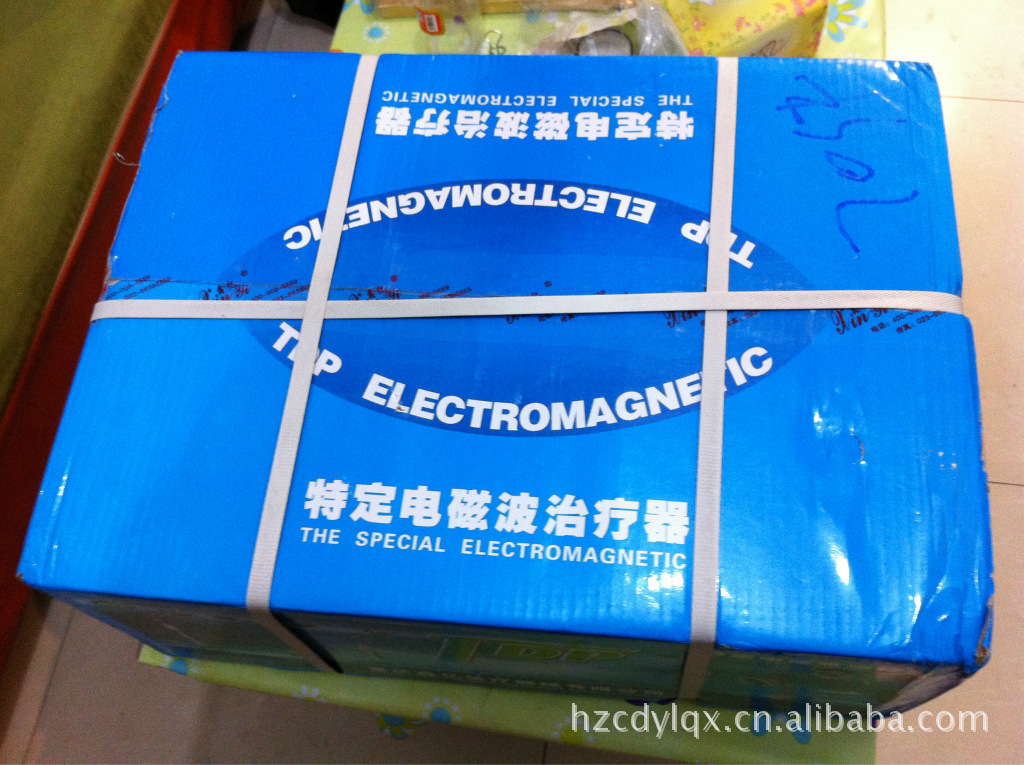 THE SPECIAL ELECTROMAGNETIC
特定电磁波治疗器
TDP ELECTROMAGNETIC
TDP ELECTROMAGNETIC
特定电磁波治疗器
THE SPECIAL ELECTROMAGNETIC
TDP
hzcdylqx.cn.alibaba.com